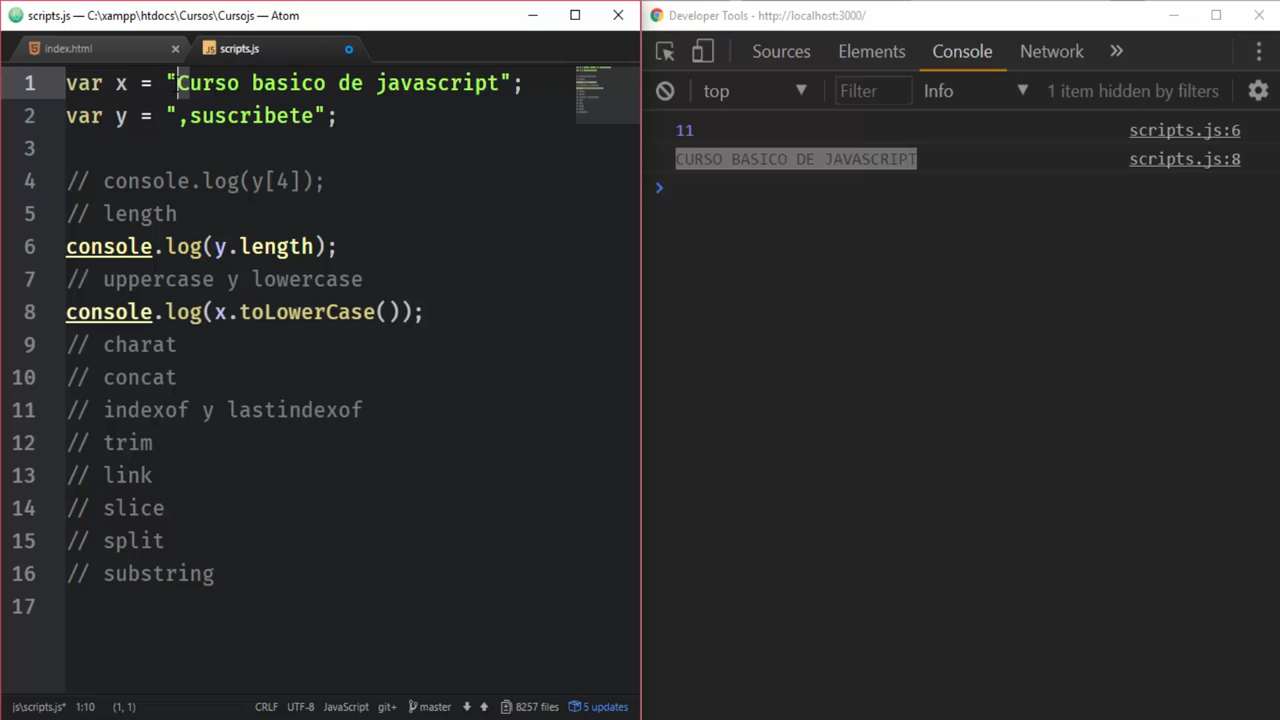 scripts.js — C:\xampp\htdocs\Cursos\Cursojs — Atom
index.html
scripts.js
1 var x = "Curso basico de javascript";
2 var y = ",suscribete";
3
4 // console.log(y[4]);
5 // length
6 console.log(y.length);
7 // uppercase y lowercase
8 console.log(x.toLowerCase());
9 // charat
10 // concat
11 // indexof y lastindexof
12 // trim
13 // link
14 // slice
15 // split
16 // substring
17
js\scripts.js* 1:10 (1, 1) CRLF UTF-8 JavaScript git+ master 8257 files 5 updates
Developer Tools - http://localhost:3000/
Sources Elements Console Network »
top Filter Info 1 item hidden by filters
11 scripts.js:6
CURSO BASICO DE JAVASCRIPT scripts.js:8